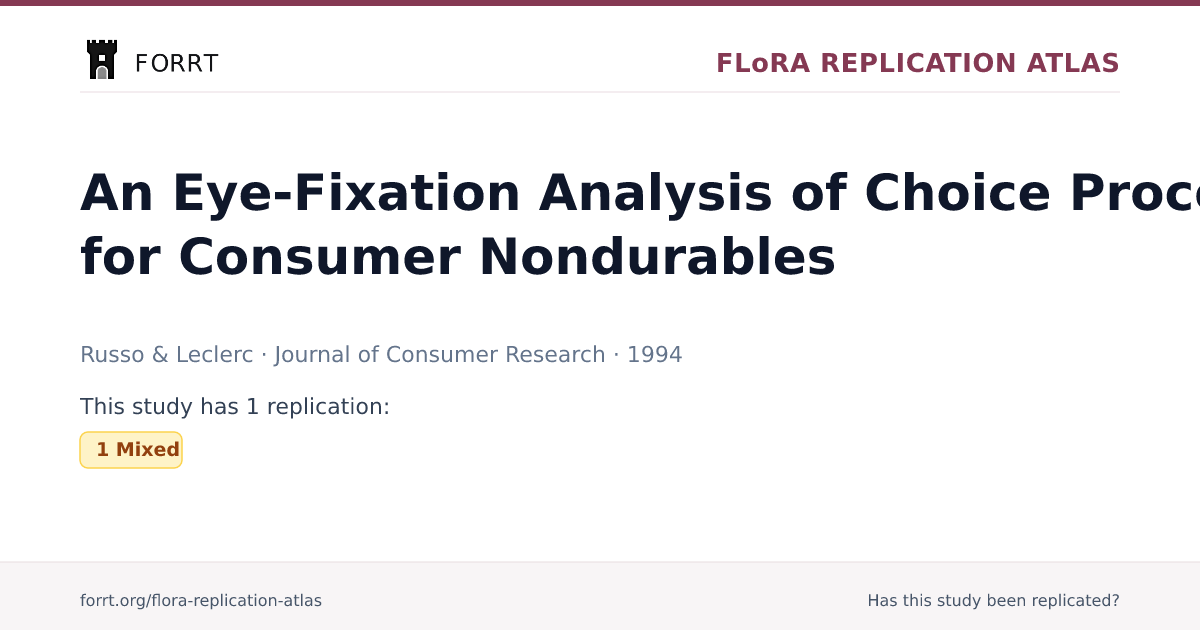 FORRT
FLoRA REPLICATION ATLAS
An Eye-Fixation Analysis of Choice
for Consumer Nondurables
Russo & Leclerc · Journal of Consumer Research · 1994
This study has 1 replication:
1 Mixed
forrt.org/flora-replication-atlas
Has this study been replicated?